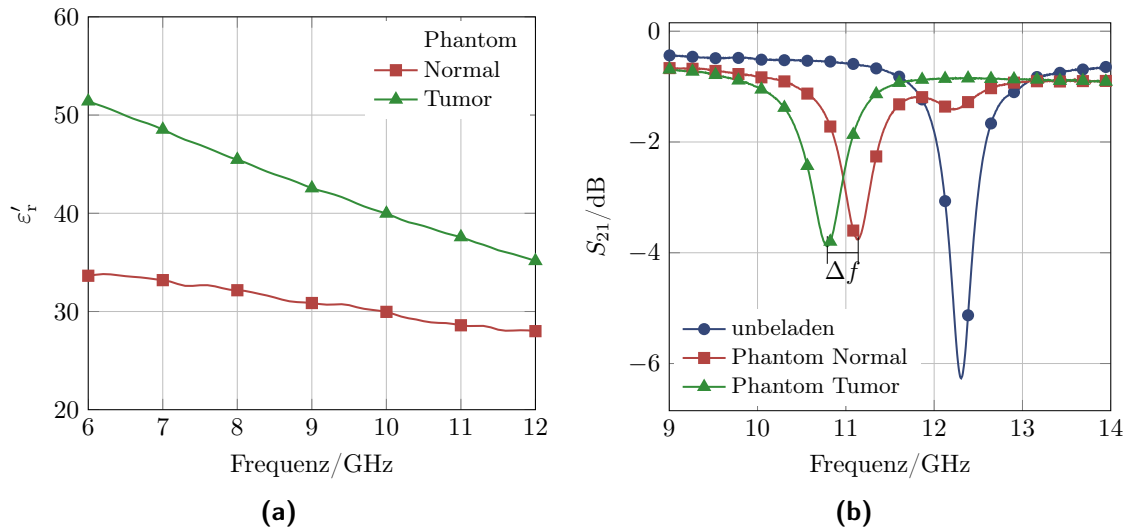 60
50
40
30
20
6 7 8 9 10 11 12
Frequenz/GHz
ε′r
Phantom
Normal
Tumor
(a)
0
−2
−4
−6
9 10 11 12 13 14
Frequenz/GHz
S21/dB
Δf
unbeladen
Phantom Normal
Phantom Tumor
(b)